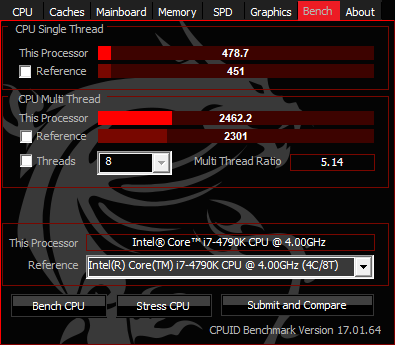 CPU Caches Mainboard Memory SPD Graphics Bench About
CPU Single Thread
This Processor 478.7
Reference 451
CPU Multi Thread
This Processor 2462.2
Reference 2301
Threads 8 Multi Thread Ratio 5.14
This Processor Intel® Core™ i7-4790K CPU @ 4.00GHz
Reference Intel(R) Core(TM) i7-4790K CPU @ 4.00GHz (4C/8T)
Bench CPU Stress CPU Submit and Compare
CPUID Benchmark Version 17.01.64